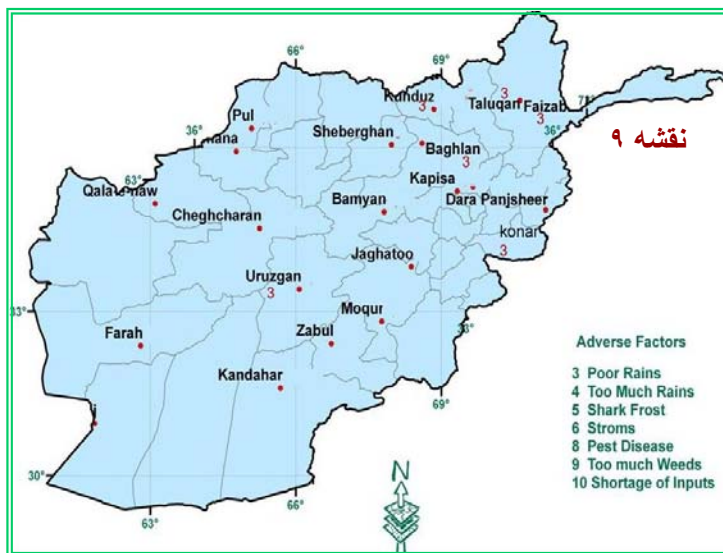 66°
69°
Kunduz
3
Taluqan
3
Faizab
3
36°
نقشه ۹
Pul
36°
Sheberghan
Baghlan
3
63°
Kapisa
Cheghcharan
Bamyan
Dara Panjsheer
konar
3
Jaghatoo
Uruzgan
3
33°
Moqur
33°
Farah
Zabul
Kandahar
69°
30°
63°
66°
N
Adverse Factors
3 Poor Rains
4 Too Much Rains
5 Shark Frost
6 Stroms
8 Pest Disease
9 Too much Weeds
10 Shortage of Inputs